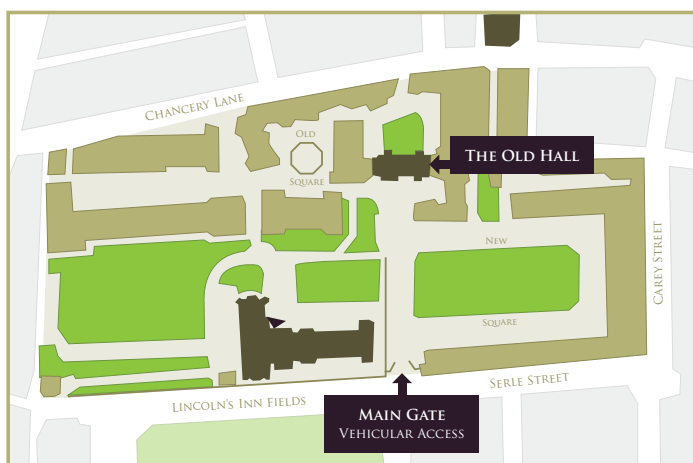 Chancery Lane
Old
Square
The Old Hall
New
Square
Carey Street
Serle Street
Lincoln's Inn Fields
Main Gate
Vehicular Access